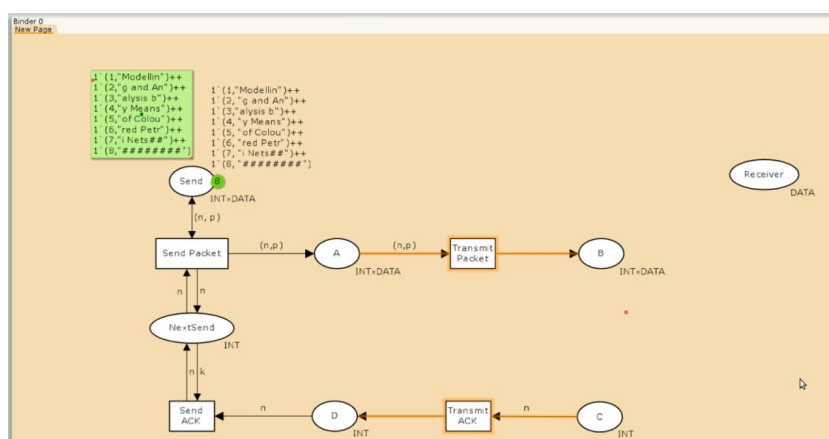 Binder 0
New Page
1`(1,"Modellin")++
1`(2,"g and An")++
1`(3,"alysis b")++
1`(4,"y Means")++
1`(5,"of Colou")++
1`(6,"red Petr")++
1`(7,"i Nets##")++
1`(8,"########")
1`(1,"Modellin")++
1`(2, "g and An")++
1`(3,"alysis b")++
1`(4, "y Means")++
1`(5, "of Colou")++
1`(6, "red Petr")++
1`(7, "i Nets##")++
1`(8, "########")
Send
8
INT×DATA
Receiver
DATA
(n, p)
Send Packet
(n,p)
A
INT×DATA
(n,p)
Transmit
Packet
B
INT×DATA
n
n
NextSend
INT
n
k
Send
ACK
n
D
INT
Transmit
ACK
n
C
INT